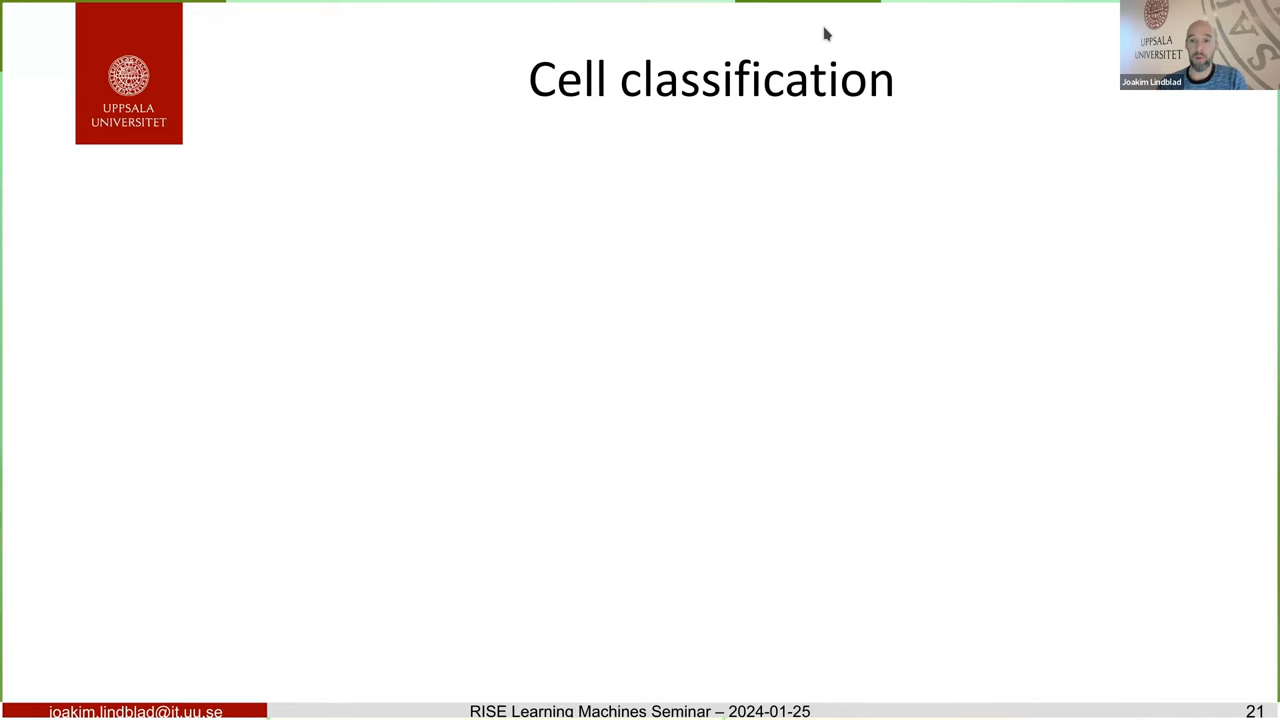 Cell classification
UPPSALA
UNIVERSITET
UPPSALA
UNIVERSITET
Joakim Lindblad
joakim.lindblad@it.uu.se
RISE Learning Machines Seminar – 2024-01-25
21